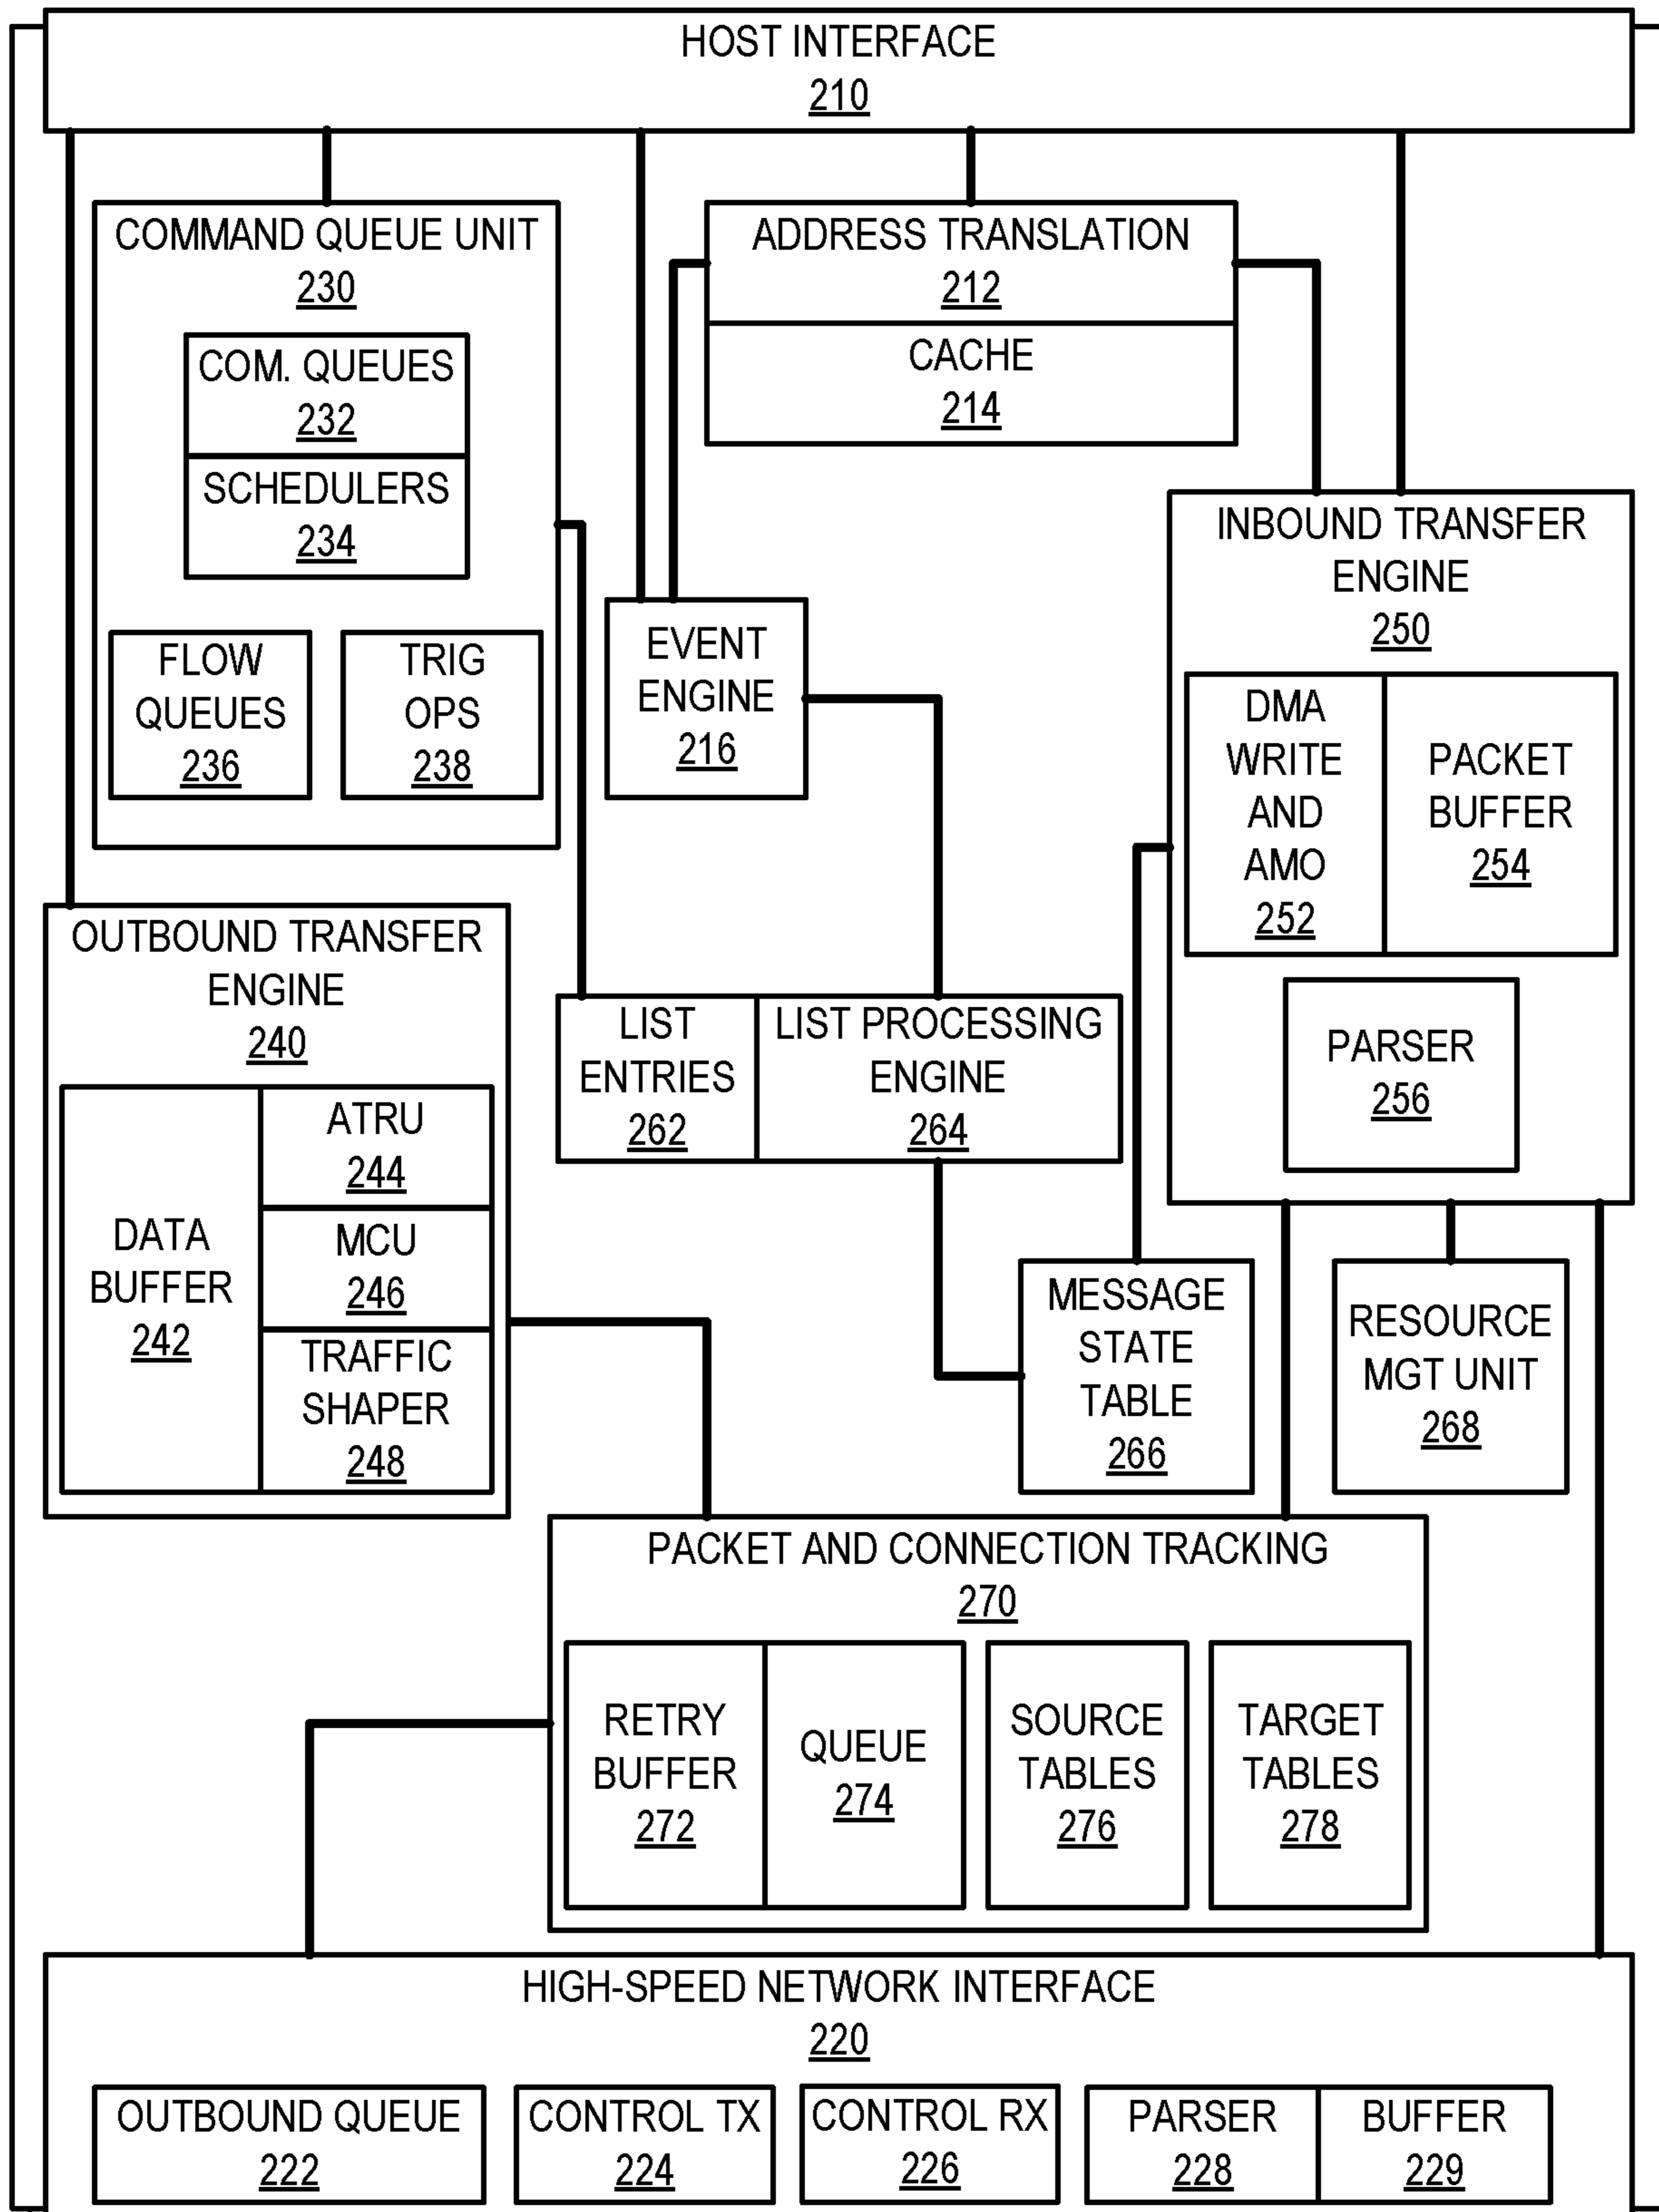 HOST INTERFACE
210
COMMAND QUEUE UNIT
230
COM. QUEUES
232
SCHEDULERS
234
FLOW
QUEUES
236
TRIG
OPS
238
ADDRESS TRANSLATION
212
CACHE
214
EVENT
ENGINE
216
INBOUND TRANSFER
ENGINE
250
DMA
WRITE
AND
AMO
252
PACKET
BUFFER
254
PARSER
256
OUTBOUND TRANSFER
ENGINE
240
DATA
BUFFER
242
ATRU
244
MCU
246
TRAFFIC
SHAPER
248
LIST
ENTRIES
262
LIST PROCESSING
ENGINE
264
MESSAGE
STATE
TABLE
266
RESOURCE
MGT UNIT
268
PACKET AND CONNECTION TRACKING
270
RETRY
BUFFER
272
QUEUE
274
SOURCE
TABLES
276
TARGET
TABLES
278
HIGH-SPEED NETWORK INTERFACE
220
OUTBOUND QUEUE
222
CONTROL TX
224
CONTROL RX
226
PARSER
228
BUFFER
229